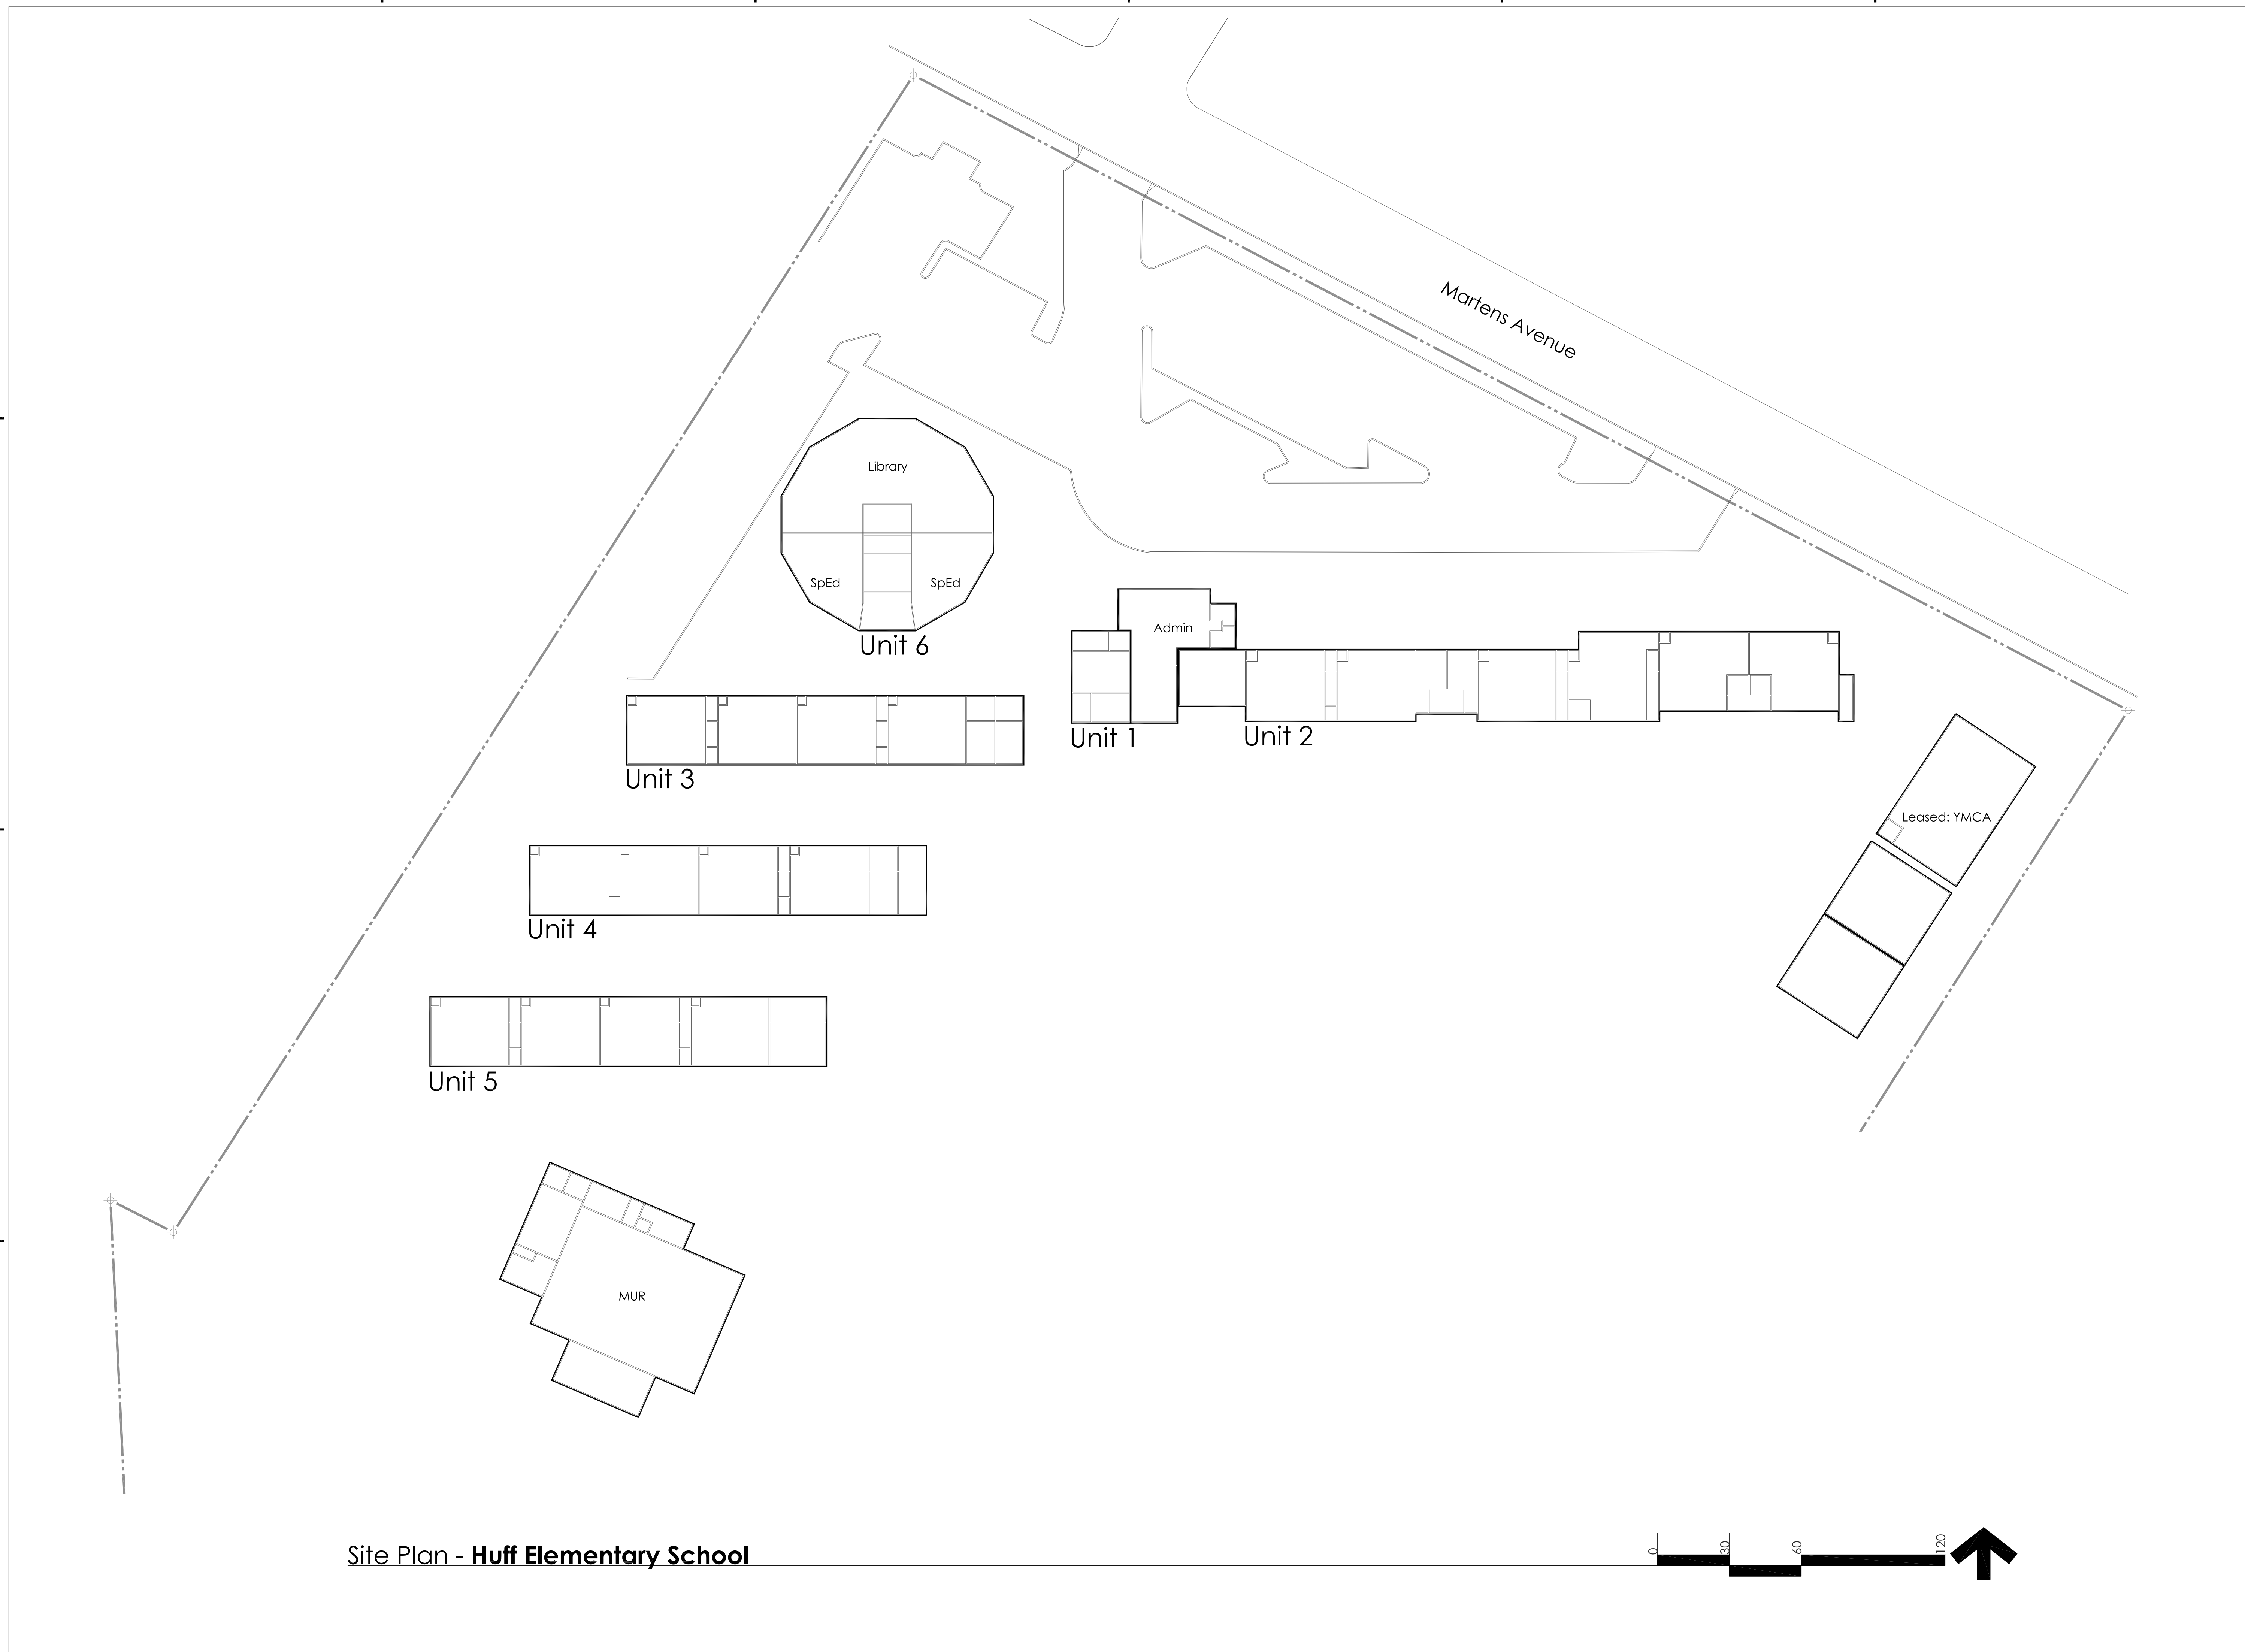 Martens Avenue
Library
SpEd
SpEd
Unit 6
Admin
Unit 1
Unit 2
Unit 3
Leased: YMCA
Unit 4
Unit 5
MUR
Site Plan - Huff Elementary School
0
30
60
120